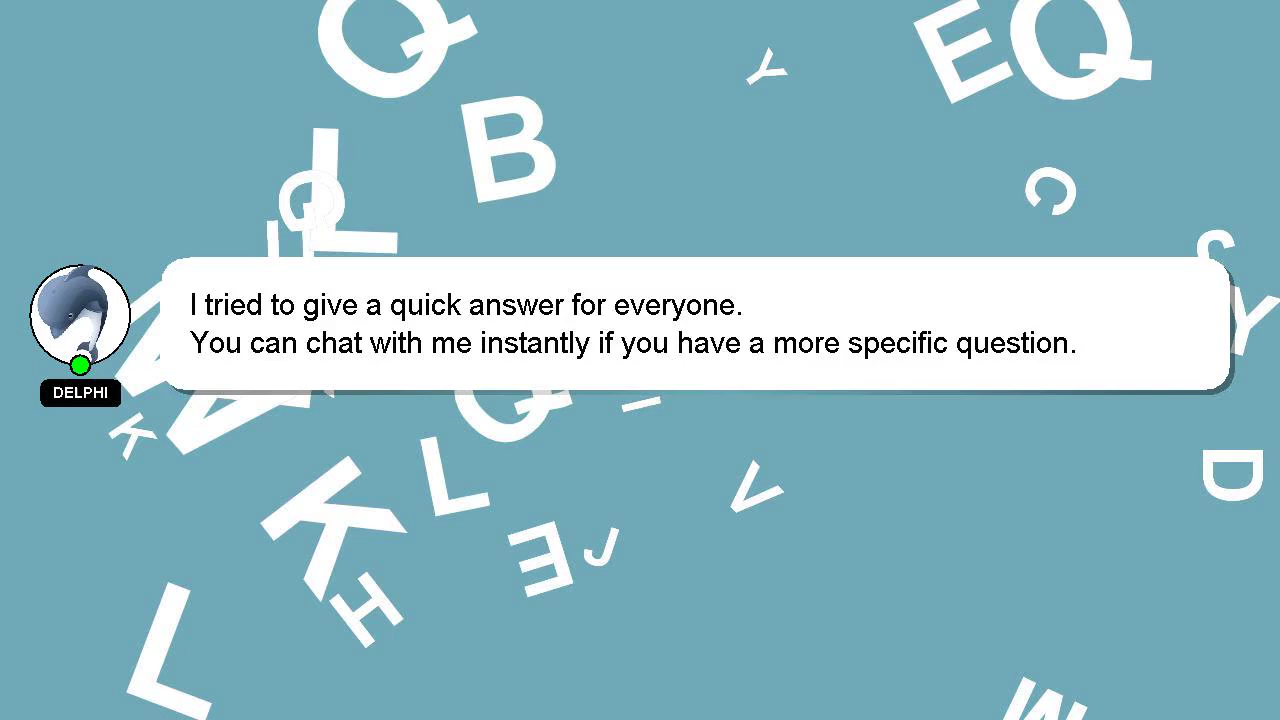 Q
E
Q
Y
B
C
Q
S
Y
I tried to give a quick answer for everyone.
You can chat with me instantly if you have a more specific question.
DELPHI
K
Q
I
L
V
D
K
E
J
H
L